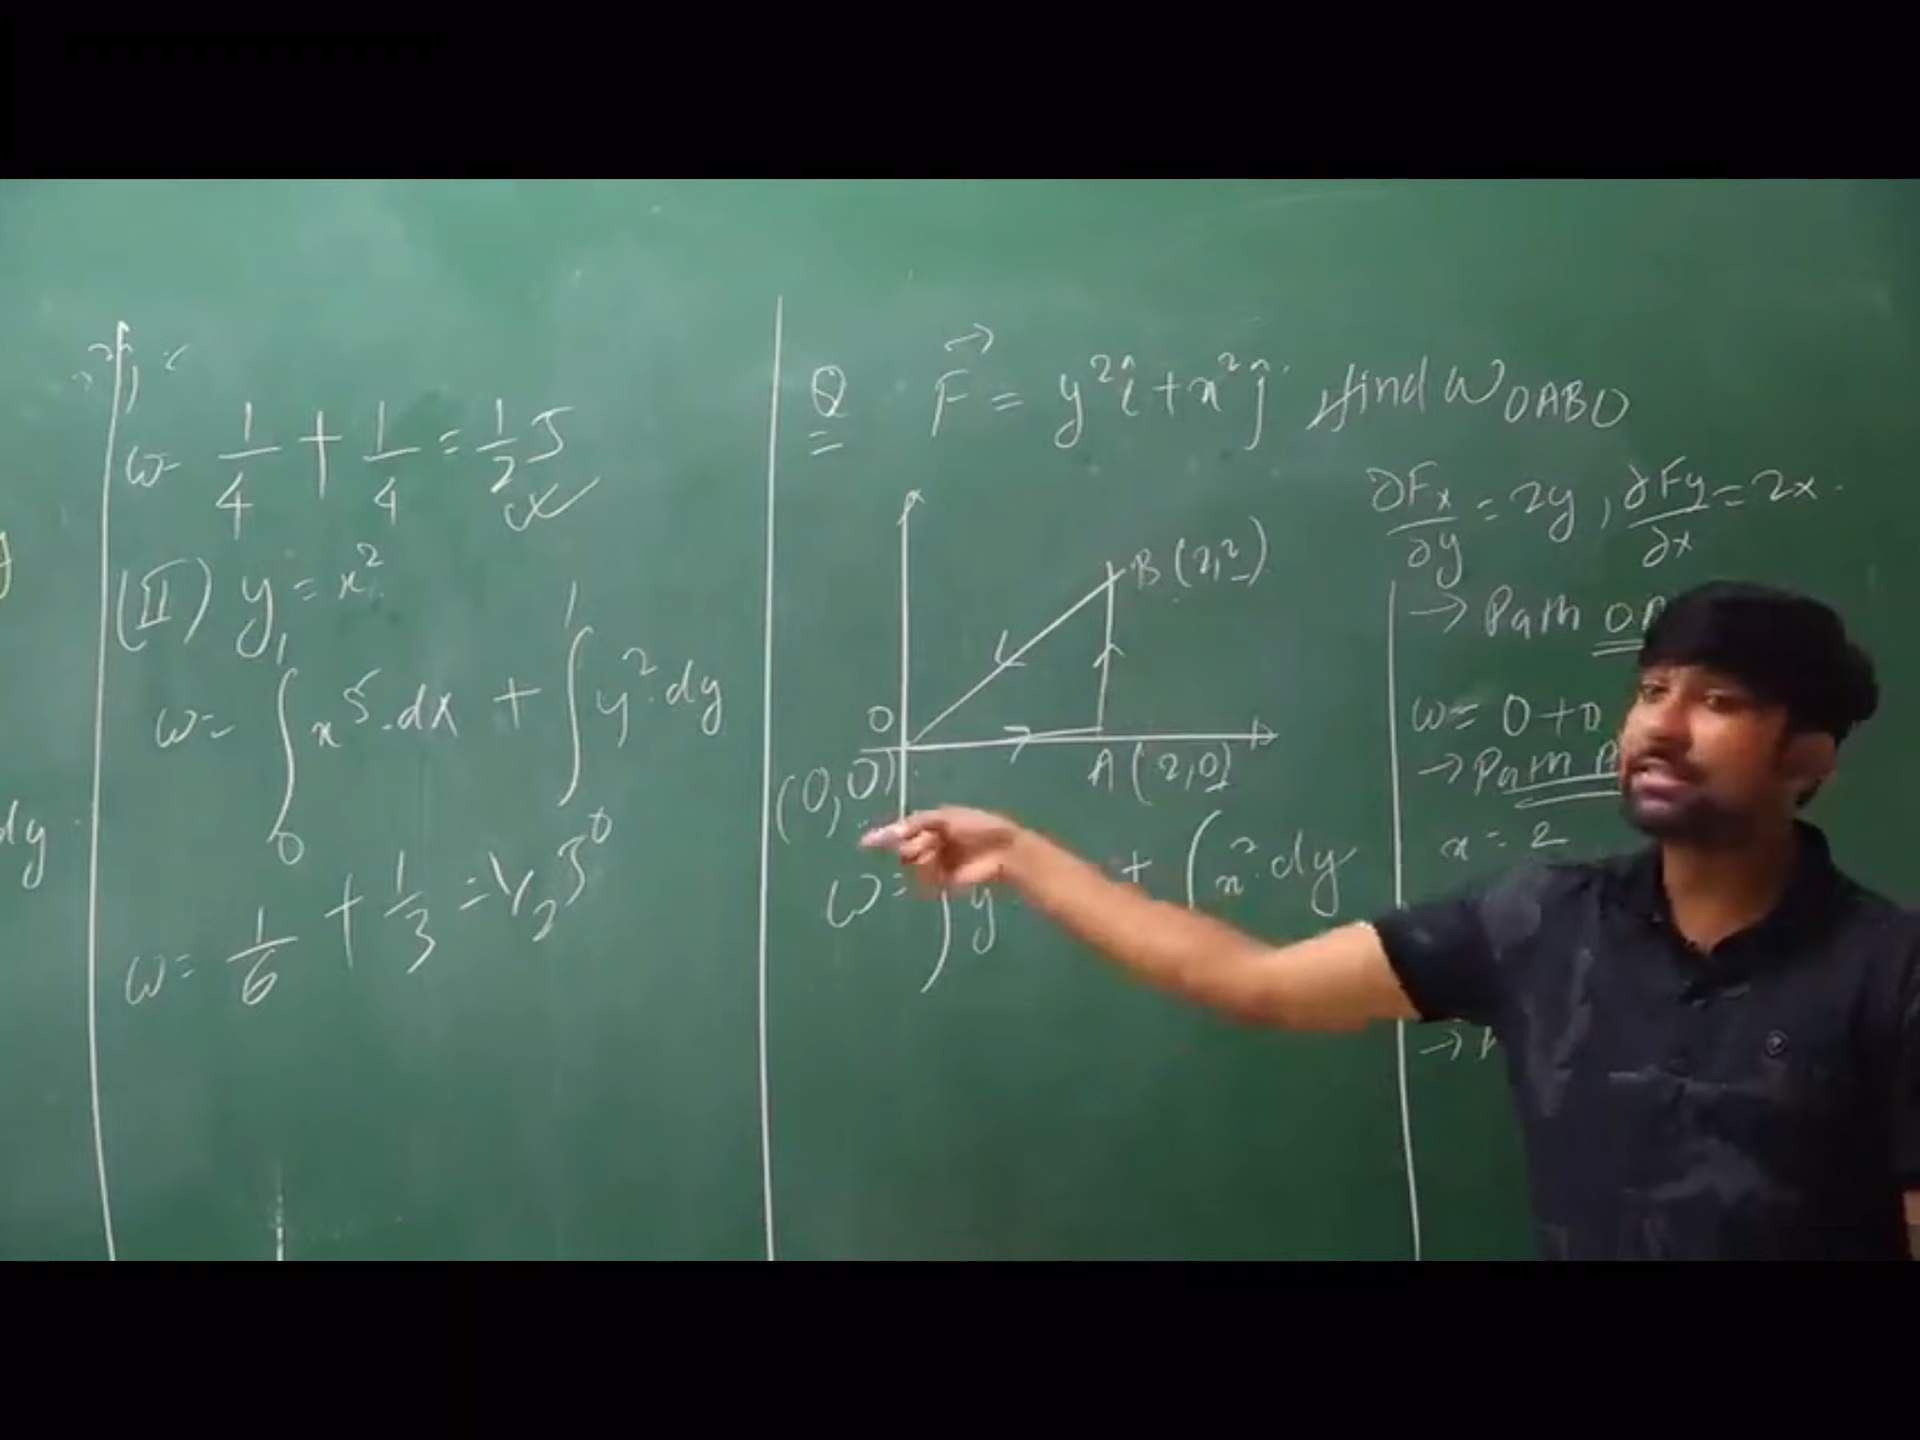 w = 1/4 + 1/4 = 1/2 J
(II) y = x²
w = ∫₀¹ x⁵.dx + ∫₀¹ y².dy
w = 1/6 + 1/3 = 1/2 J
dy
Q F⃗ = y²î + x²ĵ find W_OABO
∂Fx/∂y = 2y, ∂Fy/∂x = 2x.
B (2,2)
O
(0,0)
A (2,0)
w = ∫ y + ∫x².dy
→ Path
w = 0+0
→ Path
x = 2
→